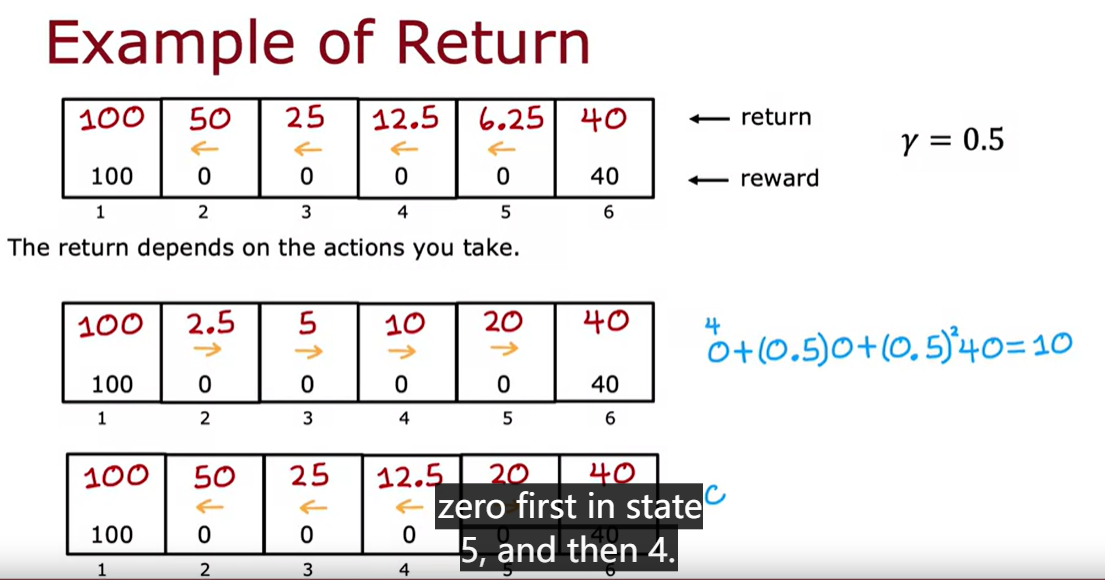 Example of Return
100 50 25 12.5 6.25 40 ← return
← ← ← ←
100 0 0 0 0 40 ← reward
γ = 0.5
1 2 3 4 5 6
The return depends on the actions you take.
100 2.5 5 10 20 40
→ → → →
100 0 0 0 0 40
4
0+(0.5)0+(0.5)²40=10
1 2 3 4 5 6
100 50 25 12.5 20 40
← ← ←
100 0 0 0 0 40
zero first in state
5, and then 4.
1 2 3 4 5 6